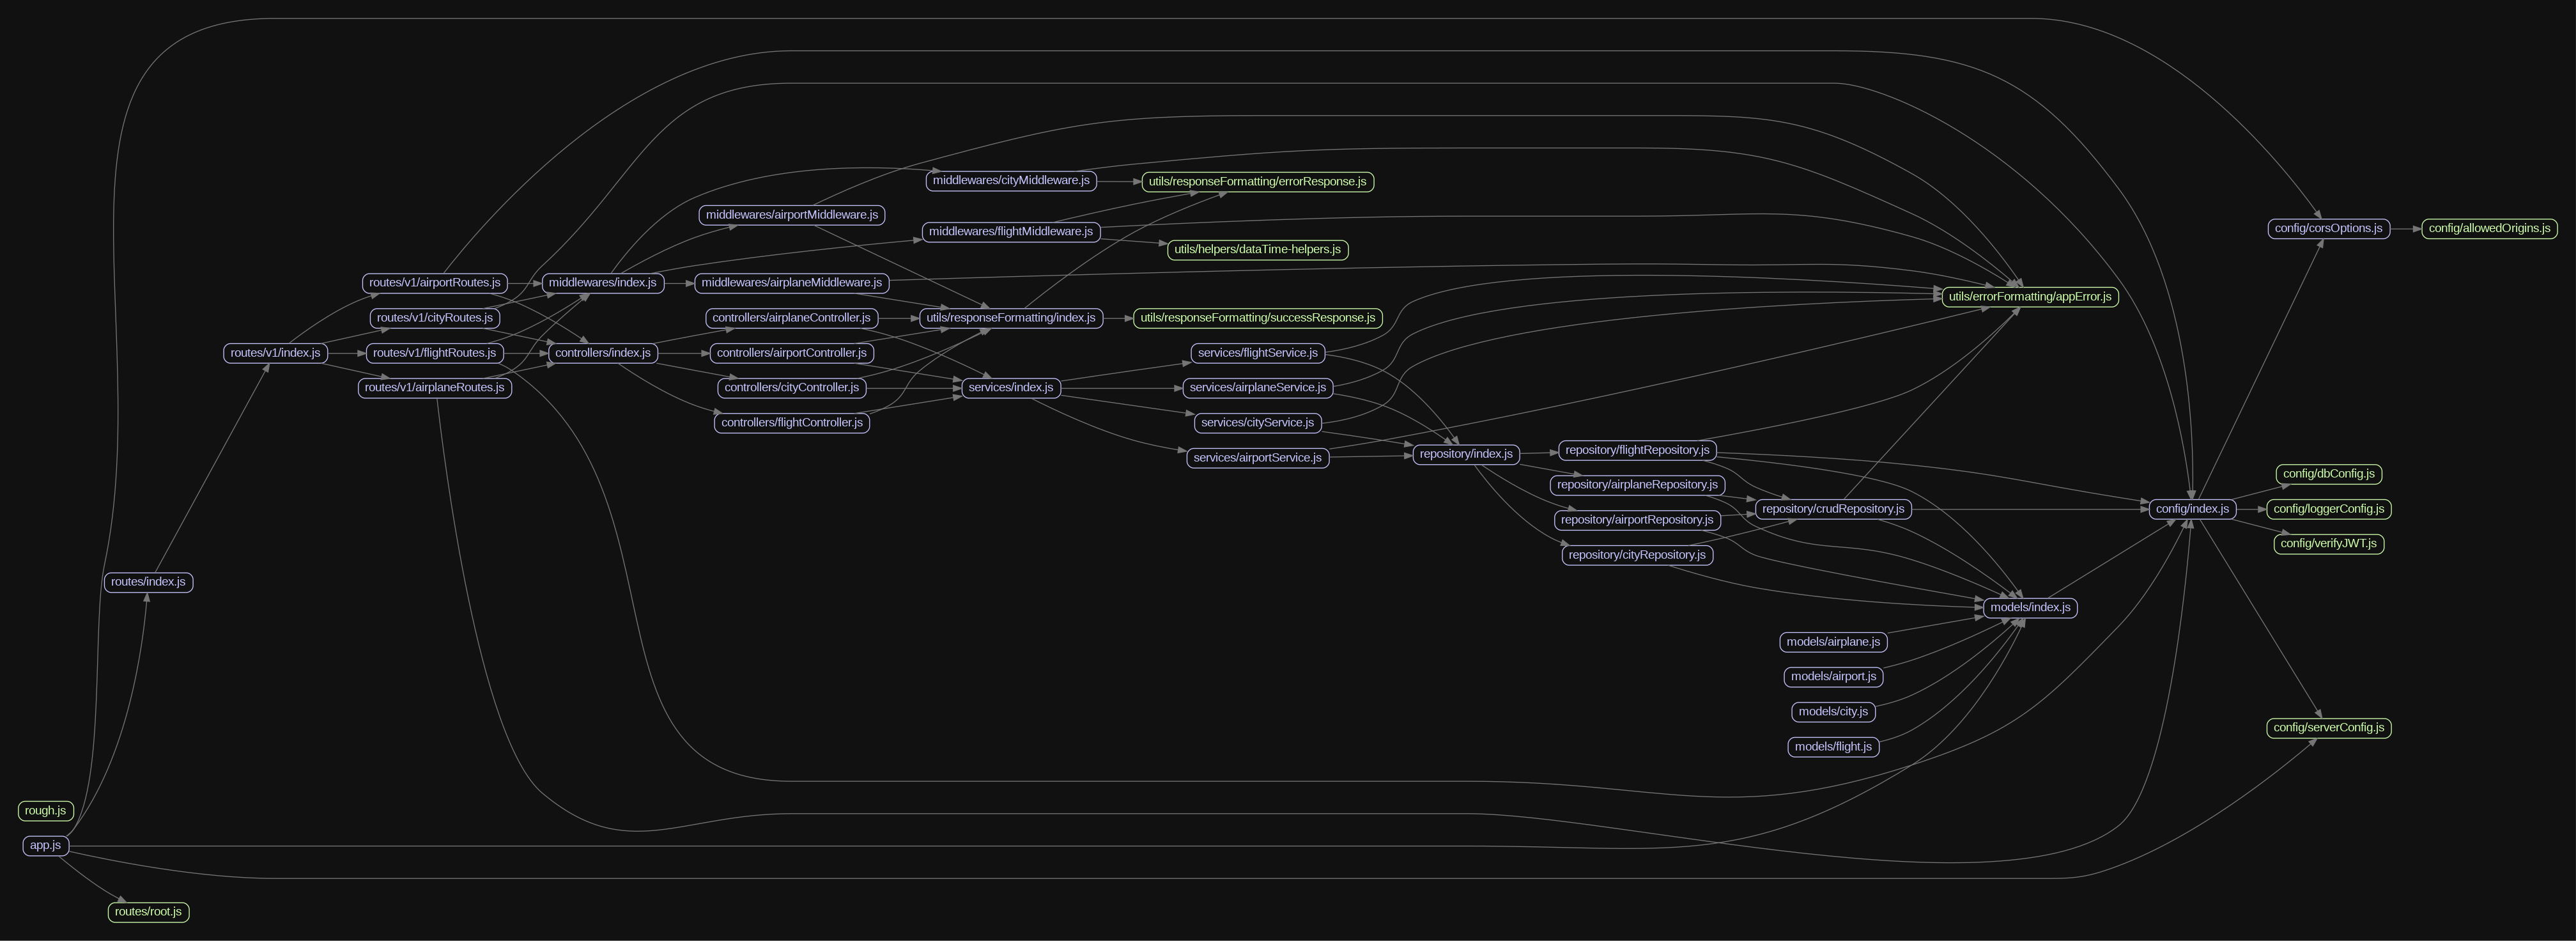 middlewares/cityMiddleware.js
utils/responseFormatting/errorResponse.js
middlewares/airportMiddleware.js
middlewares/flightMiddleware.js
config/corsOptions.js
config/allowedOrigins.js
utils/helpers/dataTime-helpers.js
routes/v1/airportRoutes.js
middlewares/index.js
middlewares/airplaneMiddleware.js
utils/errorFormatting/appError.js
routes/v1/cityRoutes.js
controllers/airplaneController.js
utils/responseFormatting/index.js
utils/responseFormatting/successResponse.js
routes/v1/index.js
routes/v1/flightRoutes.js
controllers/index.js
controllers/airportController.js
services/flightService.js
routes/v1/airplaneRoutes.js
controllers/cityController.js
services/index.js
services/airplaneService.js
controllers/flightController.js
services/cityService.js
services/airportService.js
repository/index.js
repository/flightRepository.js
config/dbConfig.js
repository/airplaneRepository.js
repository/crudRepository.js
config/index.js
config/loggerConfig.js
repository/airportRepository.js
config/verifyJWT.js
repository/cityRepository.js
routes/index.js
models/index.js
models/airplane.js
models/airport.js
models/city.js
config/serverConfig.js
models/flight.js
rough.js
app.js
routes/root.js